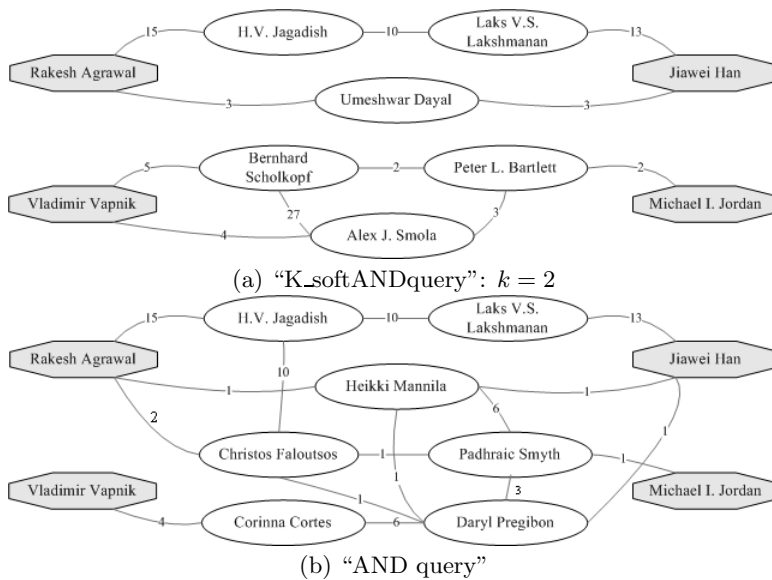 15
H.V. Jagadish
10
Laks V.S.
Lakshmanan
13
Rakesh Agrawal
Jiawei Han
3
Umeshwar Dayal
3
5
Bernhard
Scholkopf
2
Peter L. Bartlett
2
Vladimir Vapnik
27
3
Michael I. Jordan
4
Alex J. Smola
(a) “K_softANDquery”: k = 2
15
H.V. Jagadish
10
Laks V.S.
Lakshmanan
13
Rakesh Agrawal
Jiawei Han
10
1
Heikki Mannila
1
2
6
1
Christos Faloutsos
1
Padhraic Smyth
1
1
Vladimir Vapnik
3
Michael I. Jordan
1
4
Corinna Cortes
6
Daryl Pregibon
(b) “AND query”